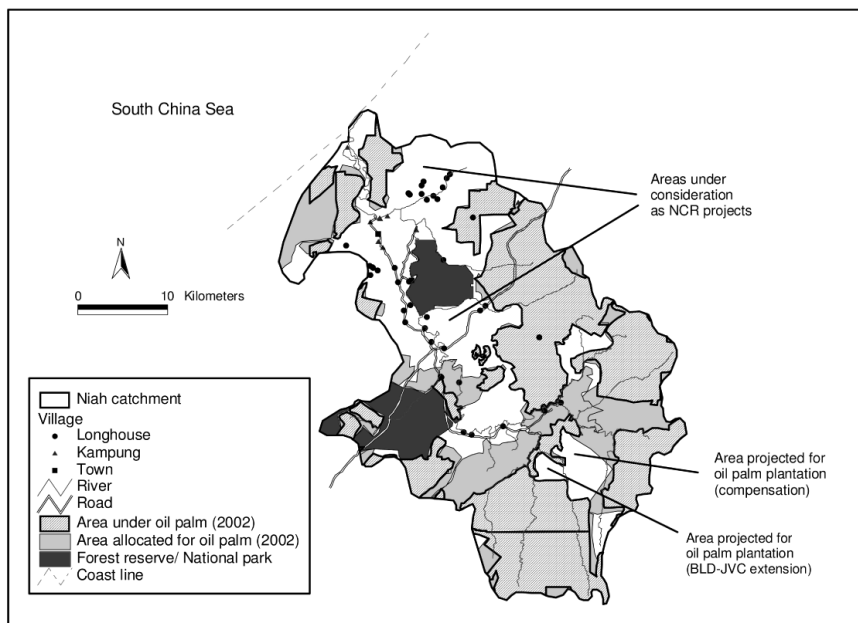 South China Sea
Areas under
consideration
as NCR projects
N
0 10 Kilometers
Niah catchment
Village
Longhouse
Kampung
Town
River
Road
Area under oil palm (2002)
Area allocated for oil palm (2002)
Forest reserve/ National park
Coast line
Area projected for
oil palm plantation
(compensation)
Area projected for
oil palm plantation
(BLD-JVC extension)